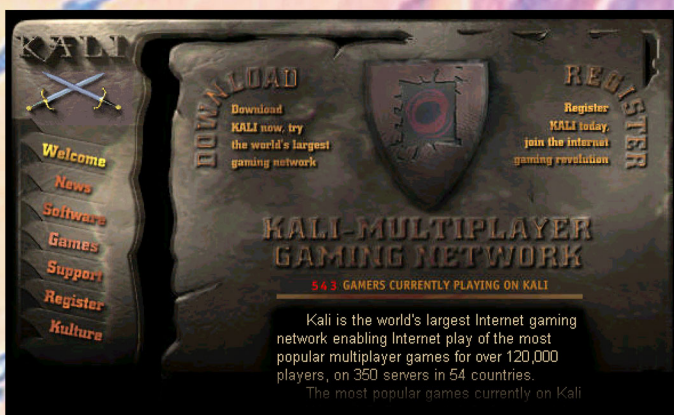 KALI
Welcome
News
Software
Games
Support
Register
Kulture
DOWNLOAD
Download
KALI now, try
the world's largest
gaming network
REGISTER
Register
KALI today,
join the internet
gaming revolution
KALI-MULTIPLAYER
GAMING NETWORK
543 GAMERS CURRENTLY PLAYING ON KALI
Kali is the world's largest Internet gaming
network enabling Internet play of the most
popular multiplayer games for over 120,000
players, on 350 servers in 54 countries.
The most popular games currently on Kali